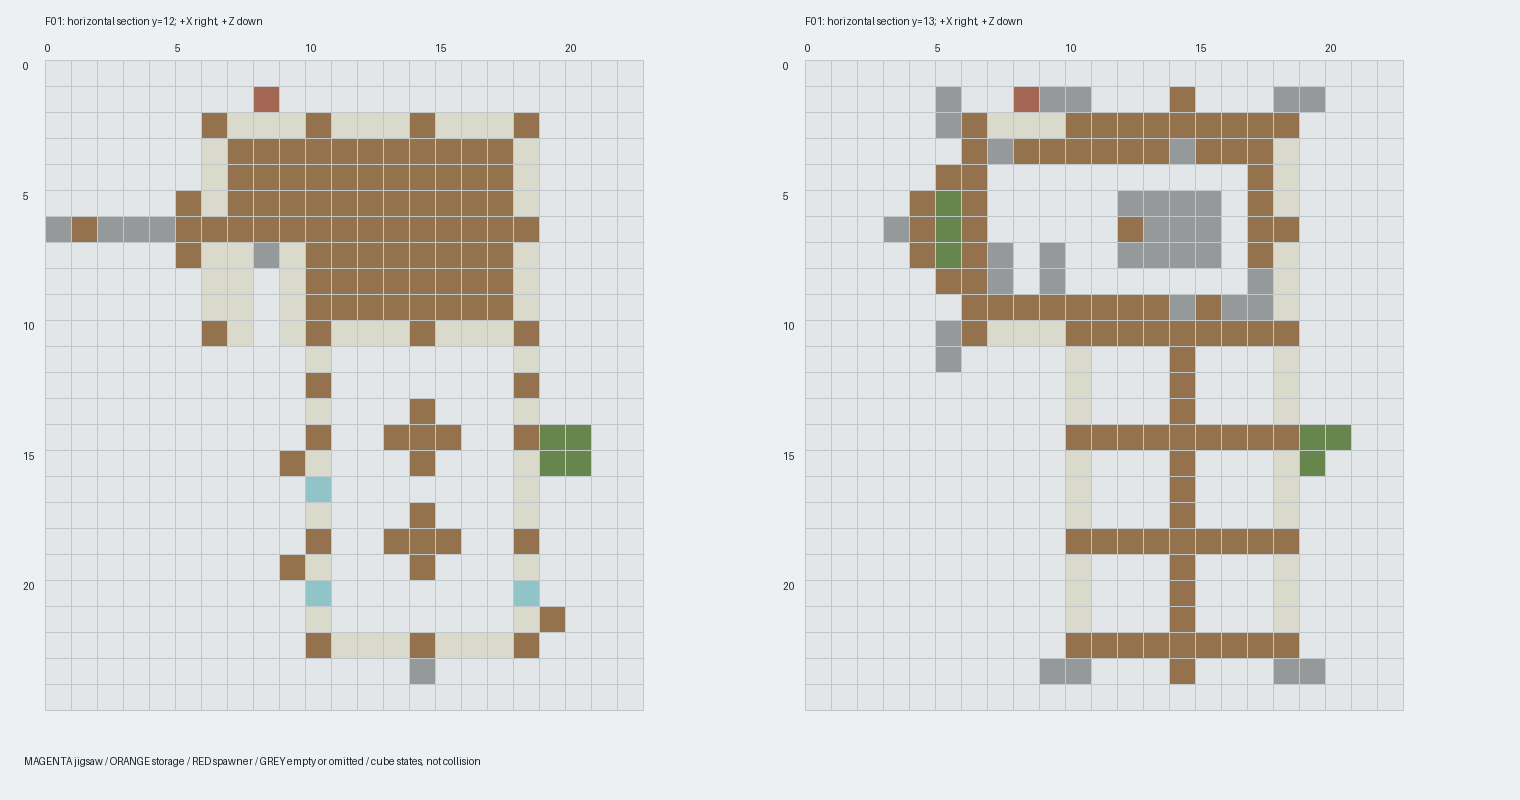 F01: horizontal section y=12; +X right, +Z down
F01: horizontal section y=13; +X right, +Z down
0 5 10 15 20
0 5 10 15 20
0
0
5
5
10
10
15
15
20
20
MAGENTA jigsaw / ORANGE storage / RED spawner / GREY empty or omitted / cube states, not collision